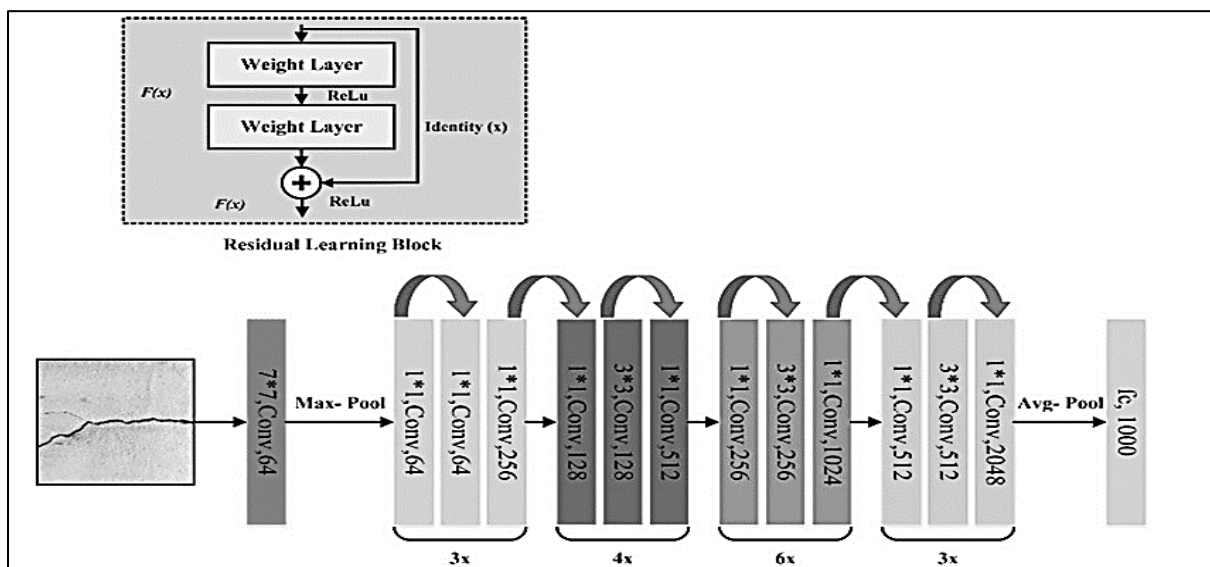 Weight Layer
F(x)
ReLu
Weight Layer
Identity (x)
F(x)
ReLu
Residual Learning Block
7*7,Conv,64
Max- Pool
1*1,Conv,64
1*1,Conv,64
1*1,Conv,256
1*1,Conv,128
3*3,Conv,128
1*1,Conv,512
1*1,Conv,256
3*3,Conv,256
1*1,Conv,1024
1*1,Conv,512
3*3,Conv,512
1*1,Conv,2048
Avg- Pool
fc, 1000
3x
4x
6x
3x